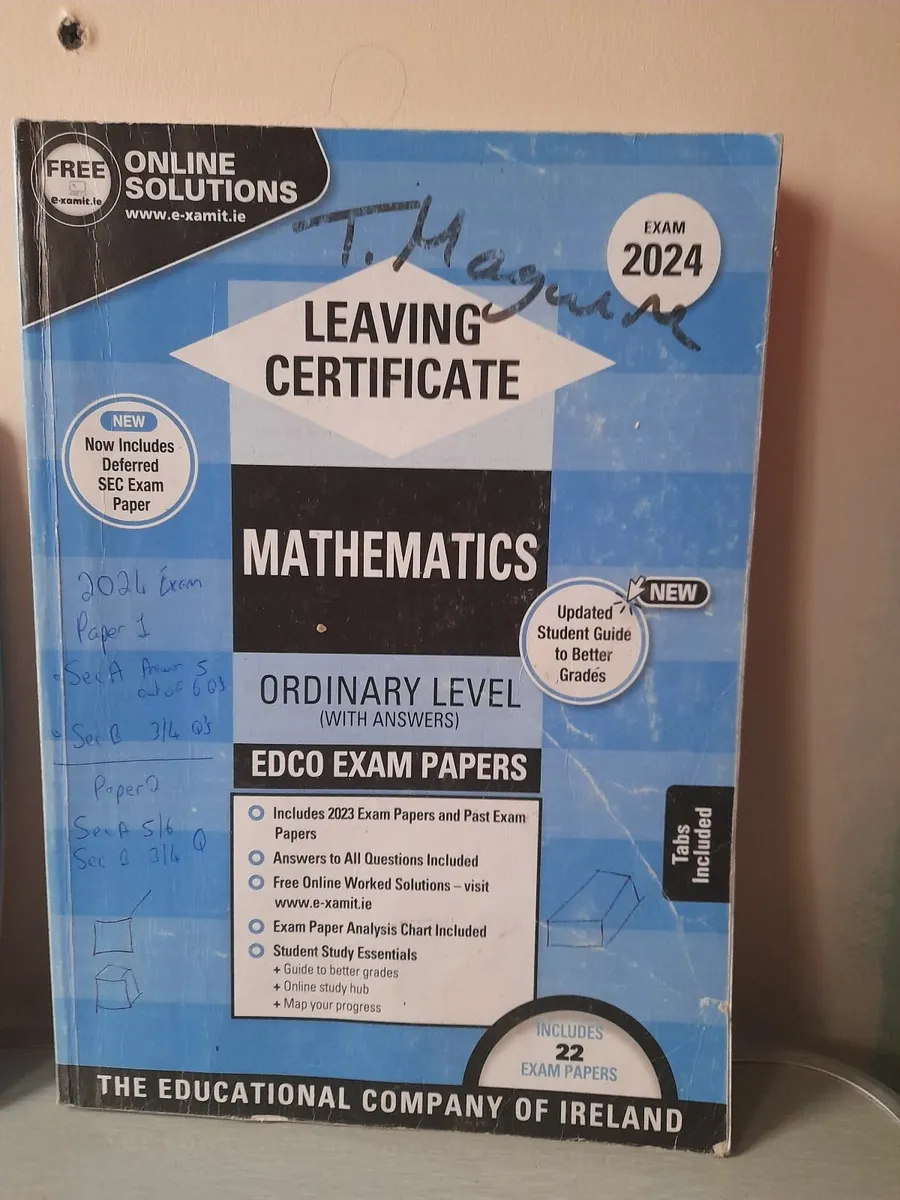 FREE
e-xamit.ie
ONLINE
SOLUTIONS
www.e-xamit.ie
T. Maguire
EXAM
2024
LEAVING
CERTIFICATE
NEW
Now Includes
Deferred
SEC Exam
Paper
MATHEMATICS
2024 Exam
Paper 1
Sec A Answer 5
out of 6 Q's
Sec B 3/4 Q's
Paper 2
Sec A 5/6
Sec B 3/4 Q
NEW
Updated
Student Guide
to Better
Grades
ORDINARY LEVEL
(WITH ANSWERS)
EDCO EXAM PAPERS
Includes 2023 Exam Papers and Past Exam
Papers
Answers to All Questions Included
Free Online Worked Solutions – visit
www.e-xamit.ie
Exam Paper Analysis Chart Included
Student Study Essentials
+ Guide to better grades
+ Online study hub
+ Map your progress
Tabs
Included
INCLUDES
22
EXAM PAPERS
THE EDUCATIONAL COMPANY OF IRELAND